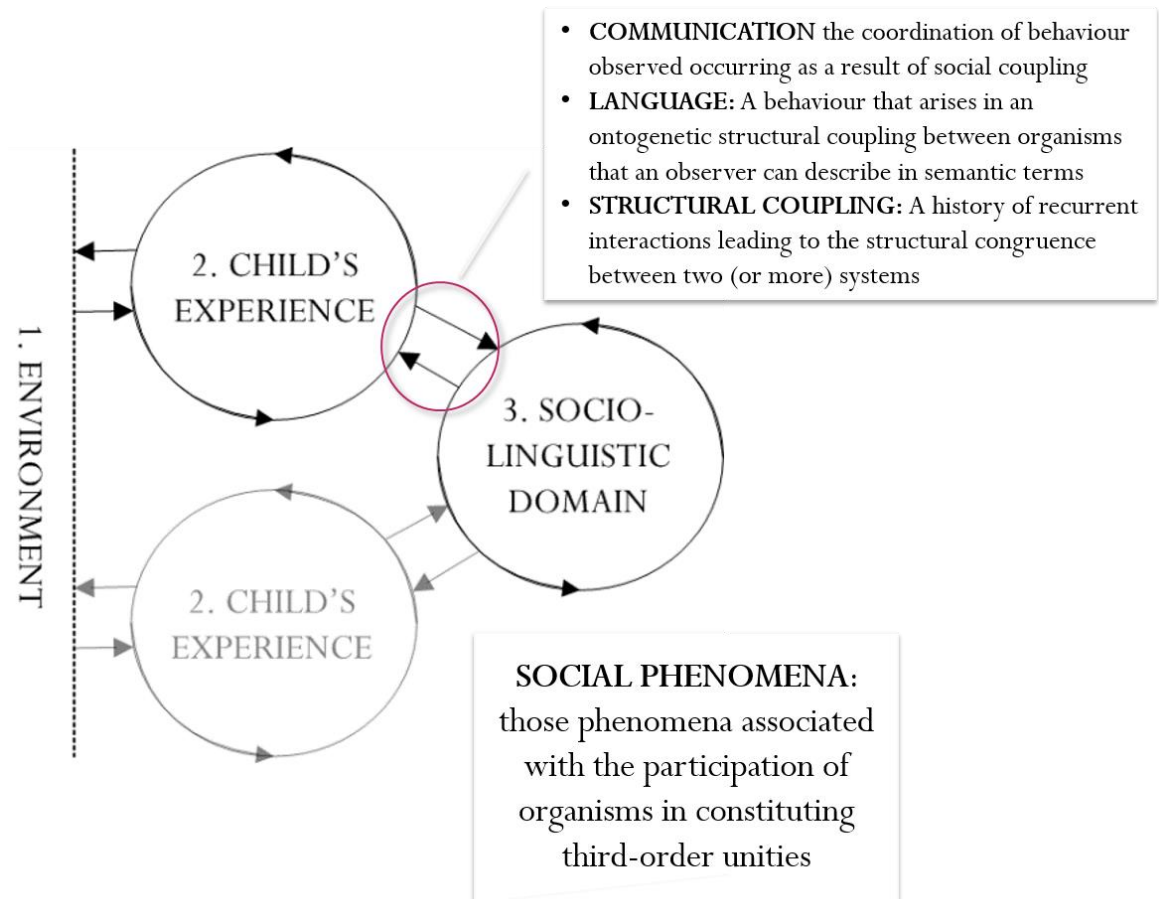 • COMMUNICATION the coordination of behaviour
observed occurring as a result of social coupling
• LANGUAGE: A behaviour that arises in an
ontogenetic structural coupling between organisms
that an observer can describe in semantic terms
• STRUCTURAL COUPLING: A history of recurrent
interactions leading to the structural congruence
between two (or more) systems
1. ENVIRONMENT
2. CHILD'S
EXPERIENCE
3. SOCIO-
LINGUISTIC
DOMAIN
2. CHILD'S
EXPERIENCE
SOCIAL PHENOMENA:
those phenomena associated
with the participation of
organisms in constituting
third-order unities